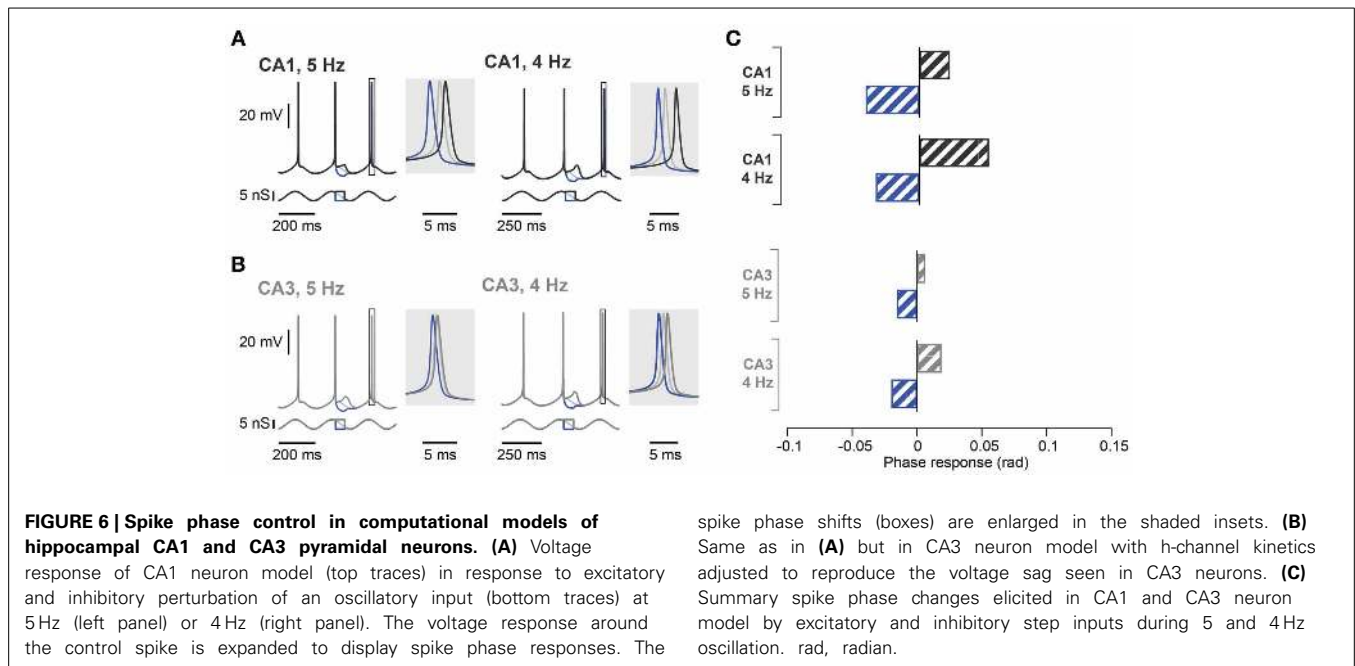 A
CA1, 5 Hz
CA1, 4 Hz
20 mV
5 nS
200 ms
5 ms
250 ms
5 ms
B
CA3, 5 Hz
CA3, 4 Hz
20 mV
5 nS
200 ms
5 ms
250 ms
5 ms
C
CA1
5 Hz
CA1
4 Hz
CA3
5 Hz
CA3
4 Hz
-0.1 -0.05 0 0.05 0.1 0.15
Phase response (rad)
FIGURE 6 | Spike phase control in computational models of
hippocampal CA1 and CA3 pyramidal neurons. (A) Voltage
response of CA1 neuron model (top traces) in response to excitatory
and inhibitory perturbation of an oscillatory input (bottom traces) at
5 Hz (left panel) or 4 Hz (right panel). The voltage response around
the control spike is expanded to display spike phase responses. The
spike phase shifts (boxes) are enlarged in the shaded insets. (B)
Same as in (A) but in CA3 neuron model with h-channel kinetics
adjusted to reproduce the voltage sag seen in CA3 neurons. (C)
Summary spike phase changes elicited in CA1 and CA3 neuron
model by excitatory and inhibitory step inputs during 5 and 4 Hz
oscillation. rad, radian.